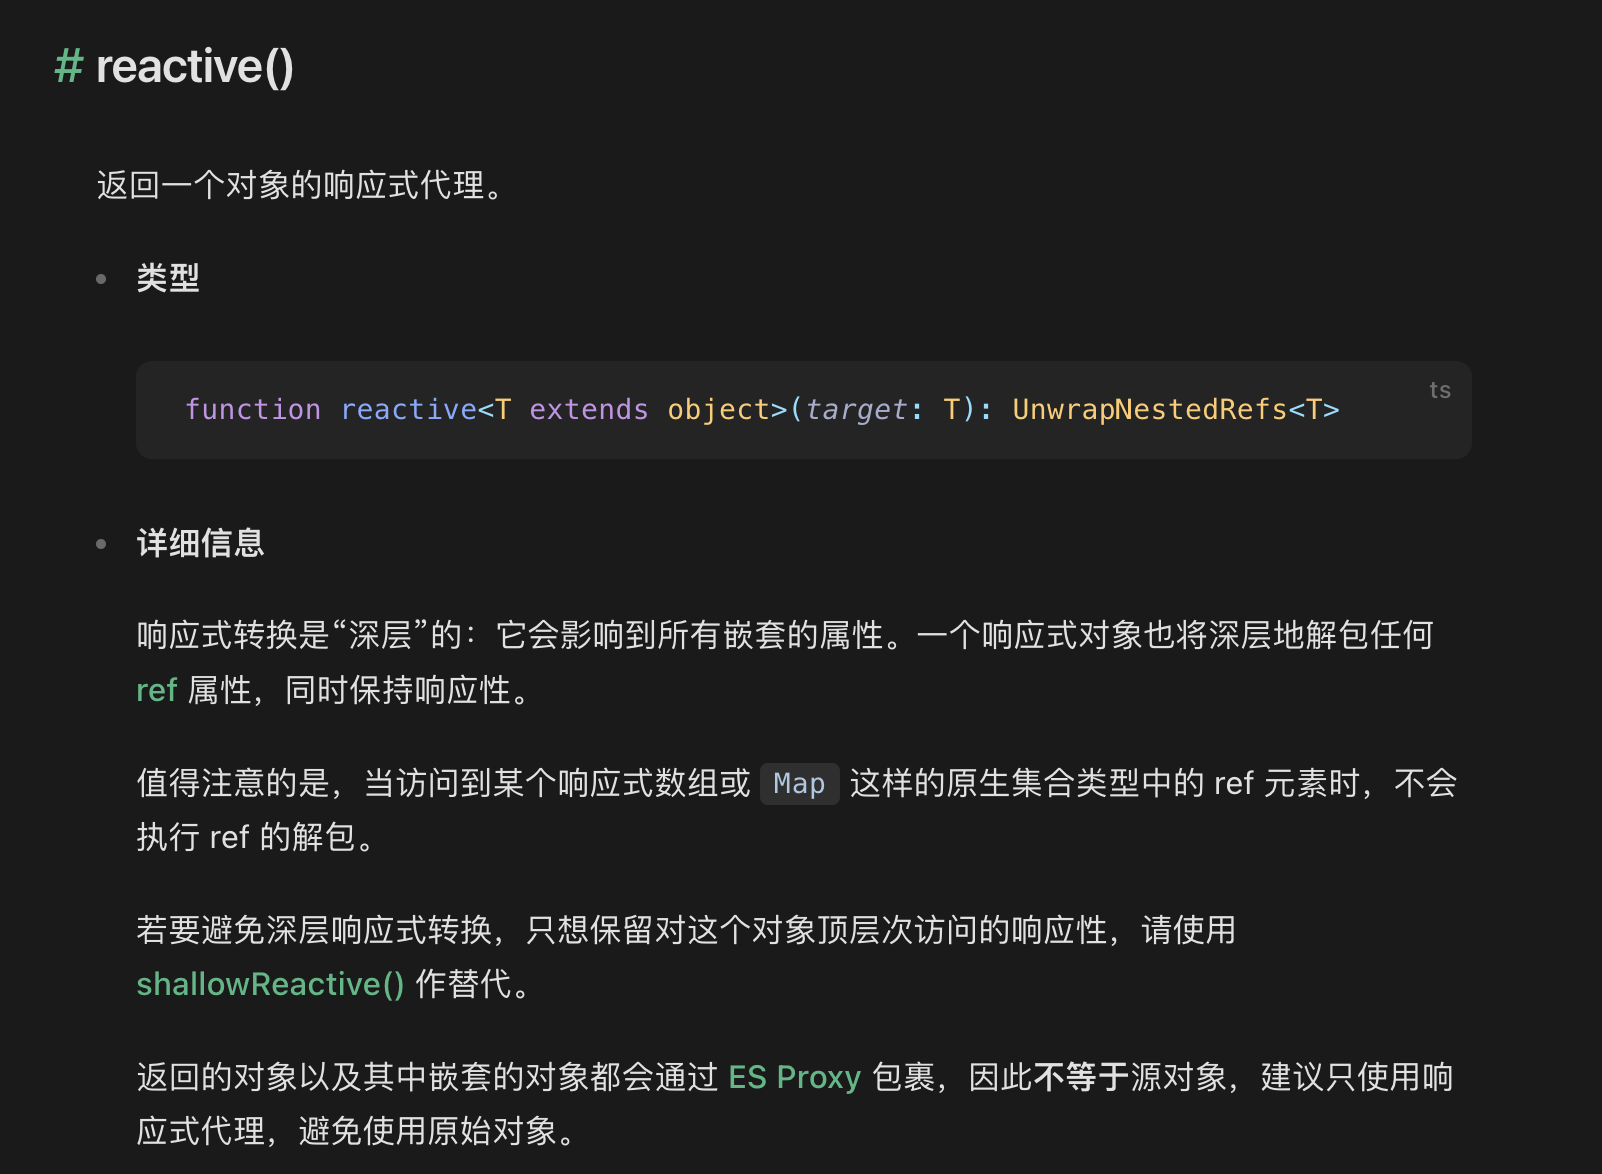 # reactive()
返回一个对象的响应式代理。
类型
ts
function reactive<T extends object>(target: T): UnwrapNestedRefs<T>
详细信息
响应式转换是“深层”的：它会影响到所有嵌套的属性。一个响应式对象也将深层地解包任何
ref 属性，同时保持响应性。
值得注意的是，当访问到某个响应式数组或 Map 这样的原生集合类型中的 ref 元素时，不会
执行 ref 的解包。
若要避免深层响应式转换，只想保留对这个对象顶层次访问的响应性，请使用
shallowReactive() 作替代。
返回的对象以及其中嵌套的对象都会通过 ES Proxy 包裹，因此不等于源对象，建议只使用响
应式代理，避免使用原始对象。